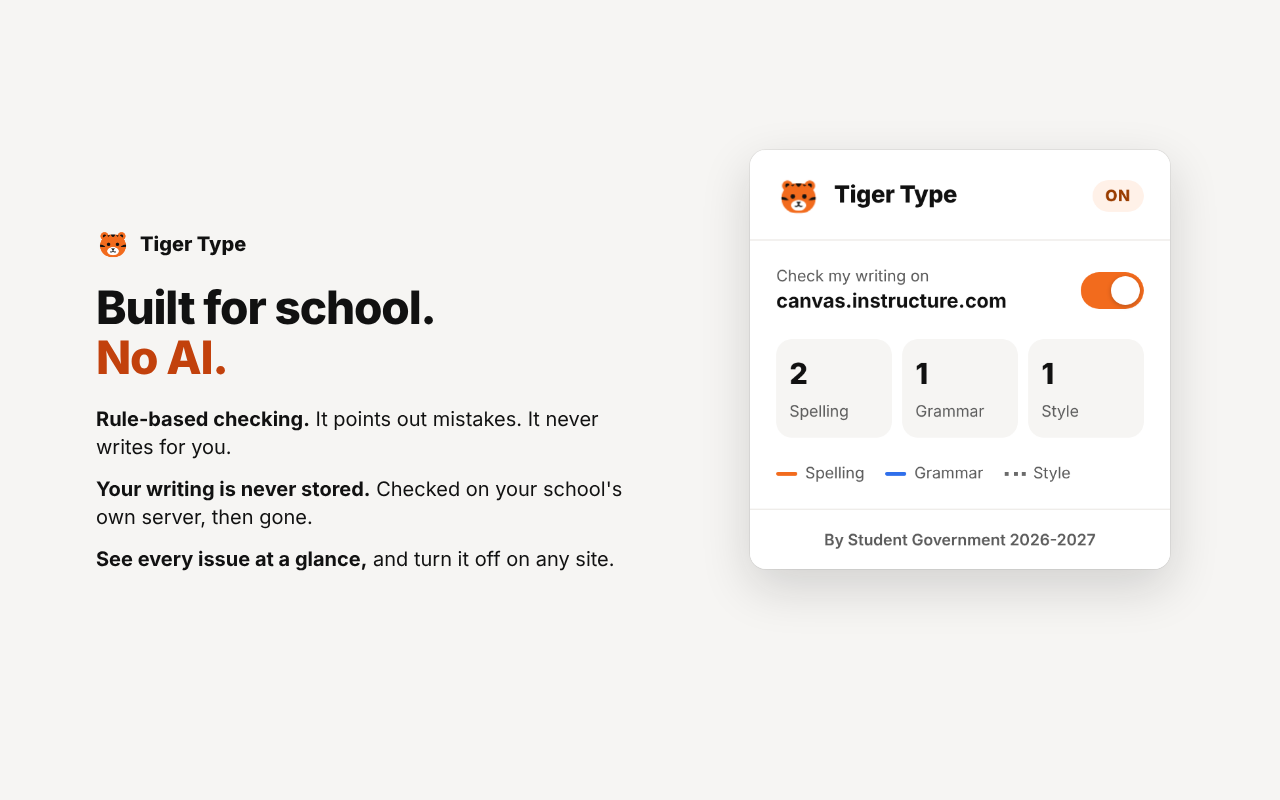 Tiger Type
Built for school.
No AI.
Rule-based checking. It points out mistakes. It never
writes for you.
Your writing is never stored. Checked on your school's
own server, then gone.
See every issue at a glance, and turn it off on any site.
Tiger Type
ON
Check my writing on
canvas.instructure.com
2
Spelling
1
Grammar
1
Style
Spelling
Grammar
Style
By Student Government 2026-2027